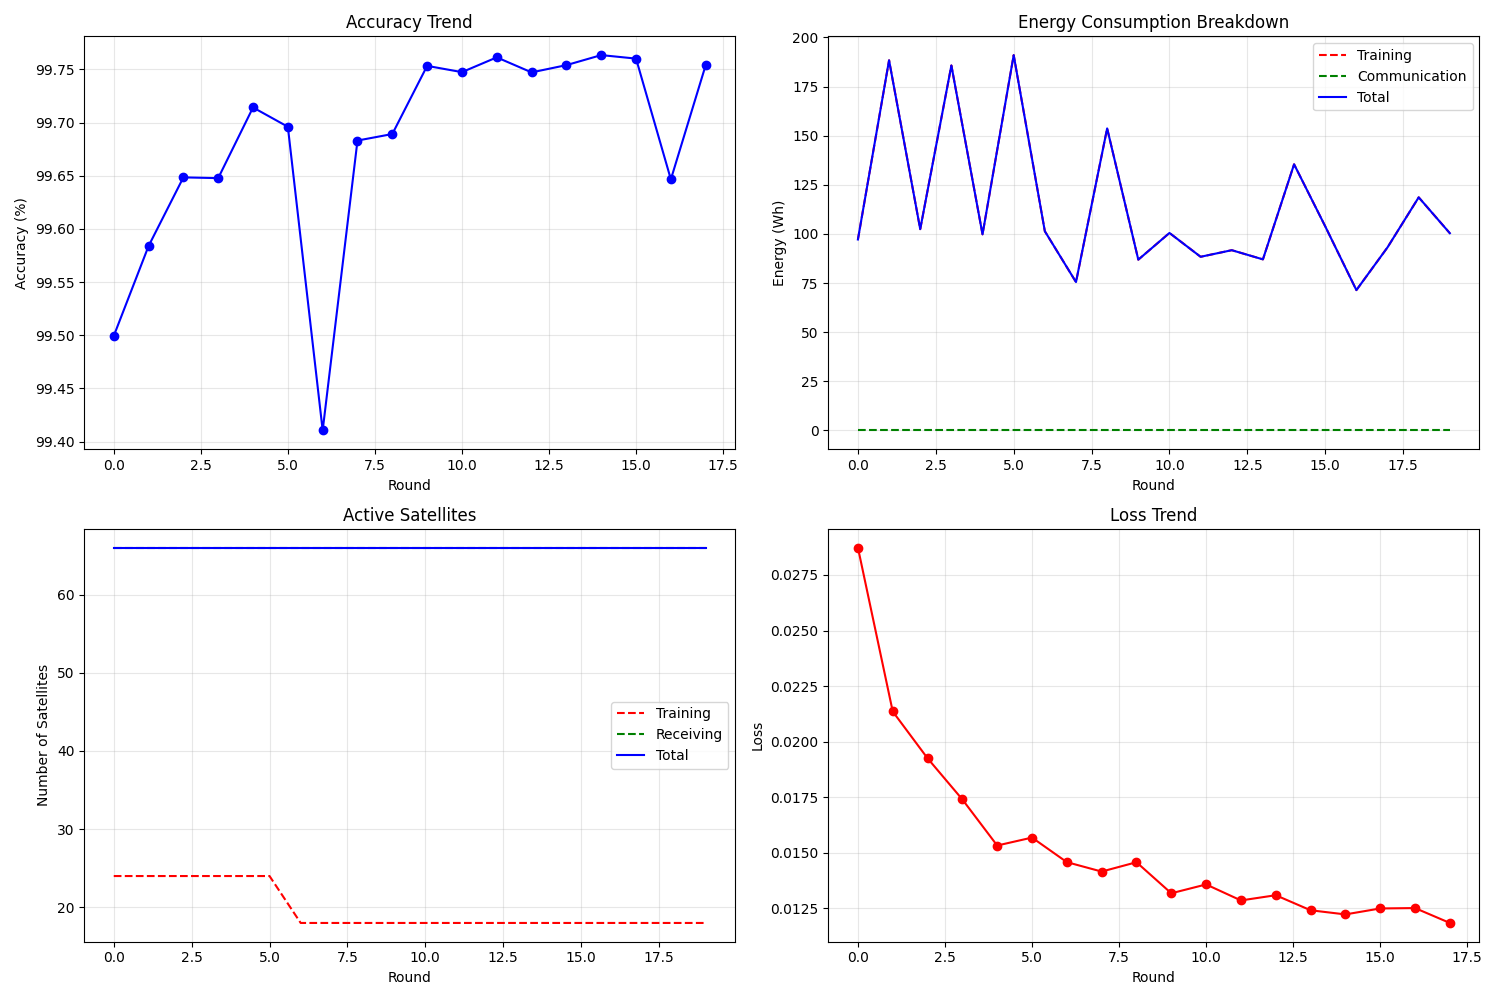 Accuracy Trend
Accuracy (%)
99.75
99.70
99.65
99.60
99.55
99.50
99.45
99.40
0.0 2.5 5.0 7.5 10.0 12.5 15.0 17.5
Round
Energy Consumption Breakdown
Energy (Wh)
200
175
150
125
100
75
50
25
0
Training
Communication
Total
0.0 2.5 5.0 7.5 10.0 12.5 15.0 17.5
Round
Active Satellites
Number of Satellites
60
50
40
30
20
Training
Receiving
Total
0.0 2.5 5.0 7.5 10.0 12.5 15.0 17.5
Round
Loss Trend
Loss
0.0275
0.0250
0.0225
0.0200
0.0175
0.0150
0.0125
0.0 2.5 5.0 7.5 10.0 12.5 15.0 17.5
Round